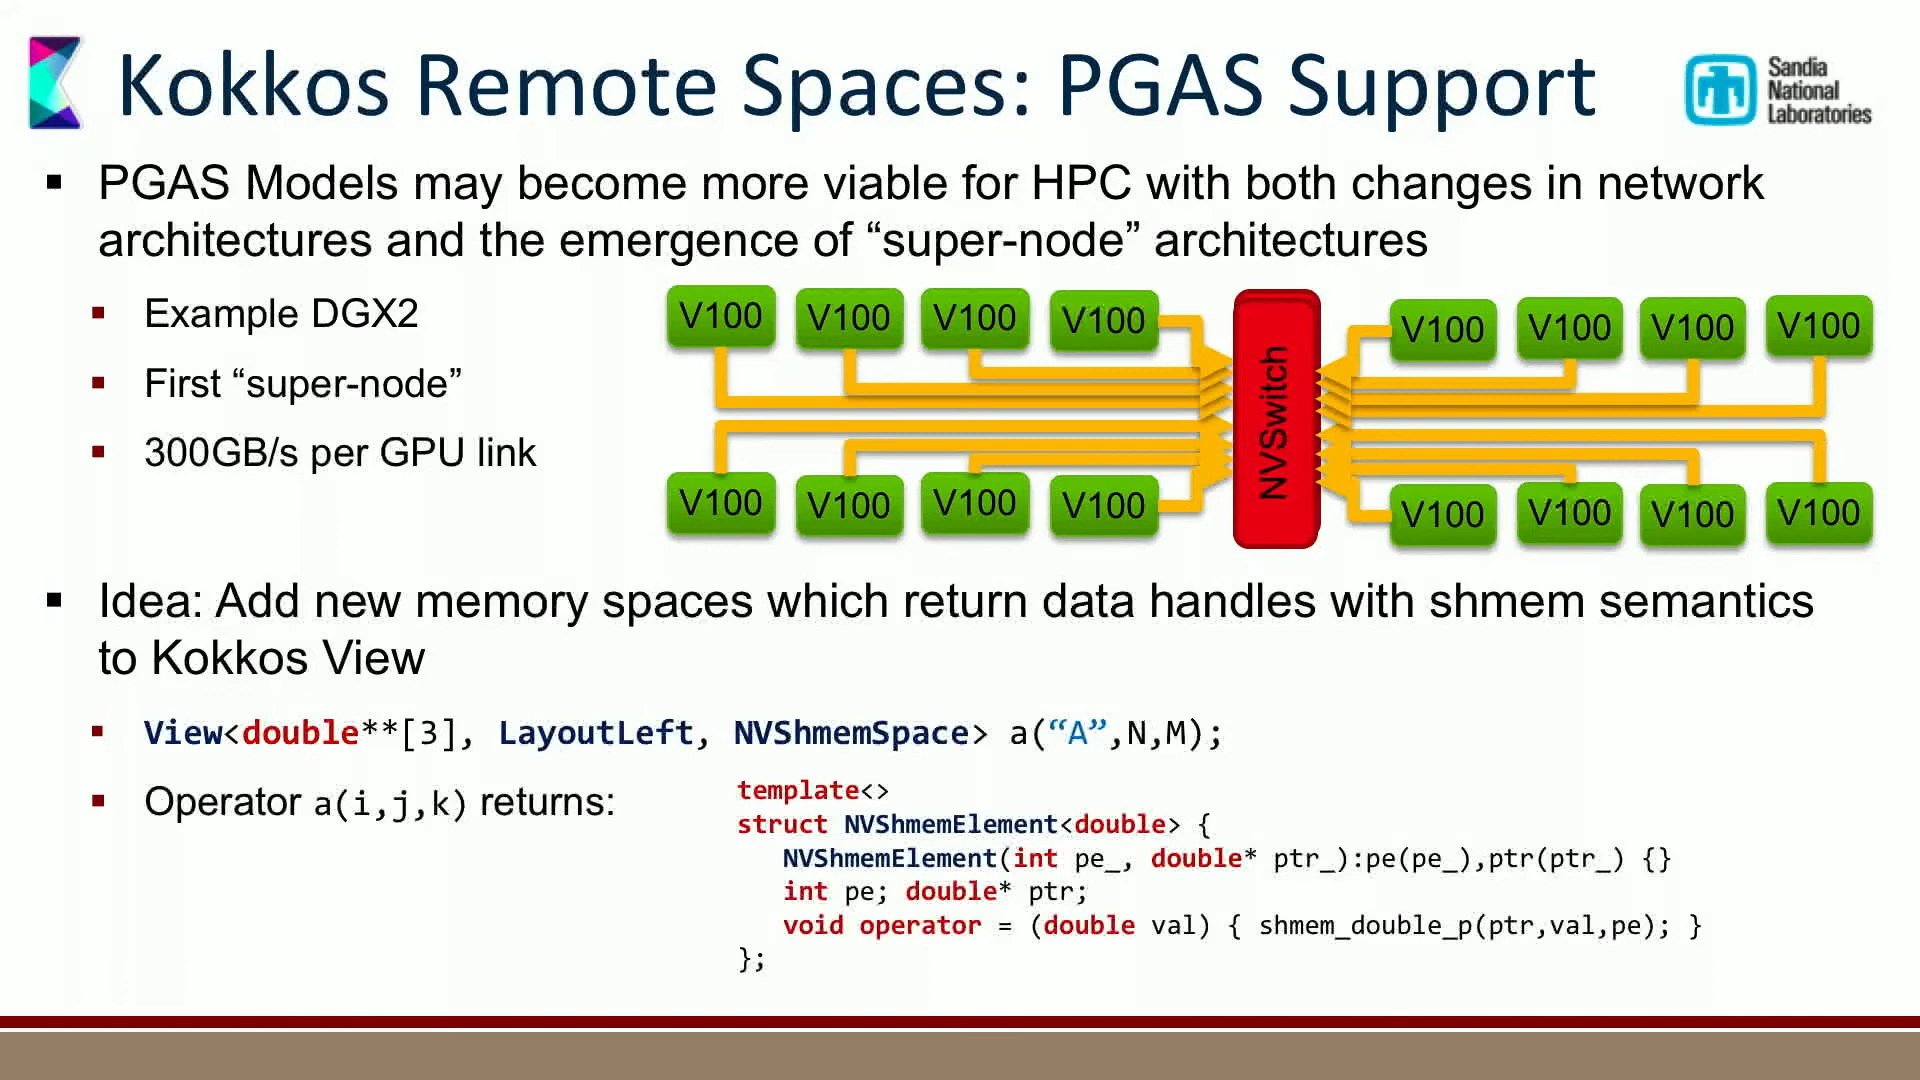 Kokkos Remote Spaces: PGAS Support
Sandia
National
Laboratories
▪ PGAS Models may become more viable for HPC with both changes in network
architectures and the emergence of “super-node” architectures
▪ Example DGX2
▪ First “super-node”
▪ 300GB/s per GPU link
V100 V100 V100 V100 V100 V100 V100 V100
NVSwitch
V100 V100 V100 V100 V100 V100 V100 V100
▪ Idea: Add new memory spaces which return data handles with shmem semantics
to Kokkos View
▪ View<double**[3], LayoutLeft, NVShmemSpace> a(“A”,N,M);
▪ Operator a(i,j,k) returns:
template<>
struct NVShmemElement<double> {
NVShmemElement(int pe_, double* ptr_):pe(pe_),ptr(ptr_) {}
int pe; double* ptr;
void operator = (double val) { shmem_double_p(ptr,val,pe); }
};